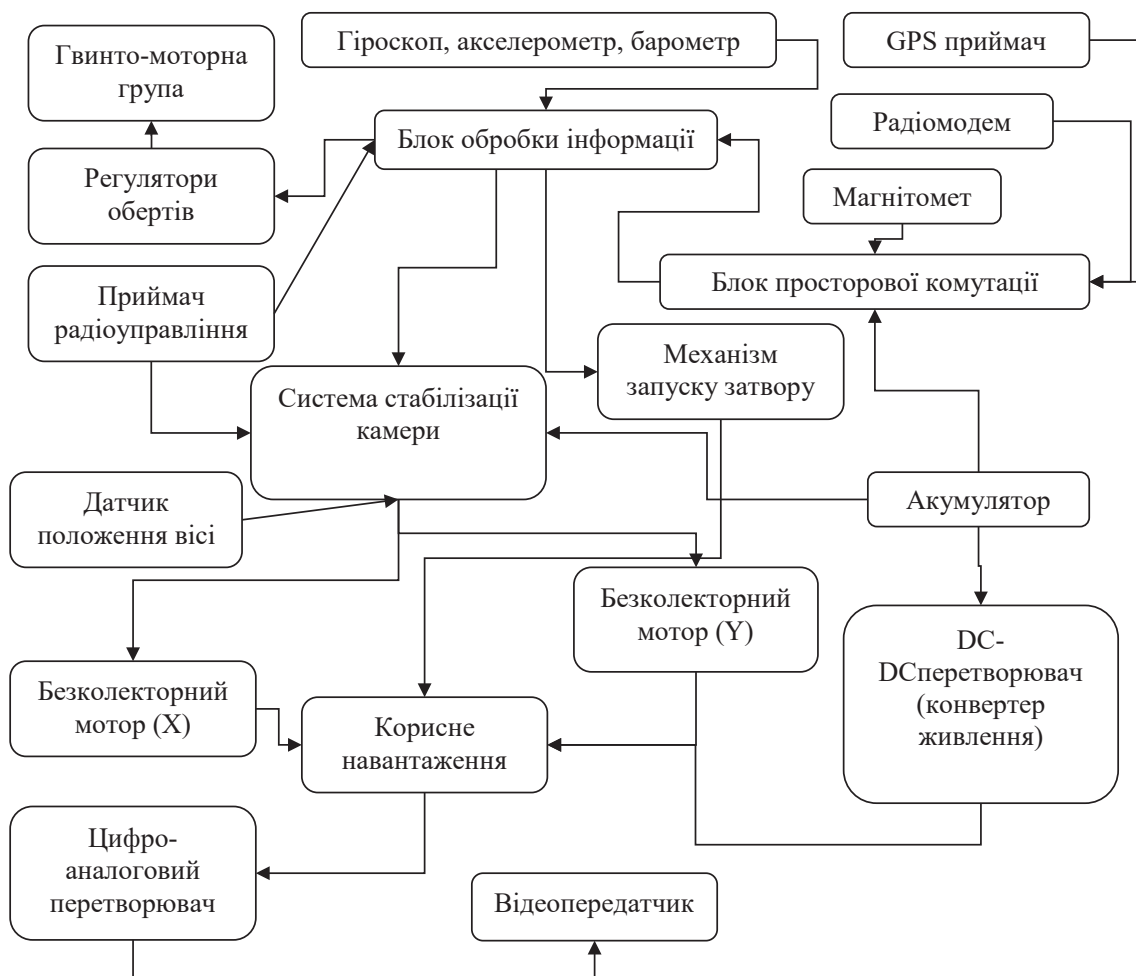 Гвинто-моторна
група
Гіроскоп, акселерометр, барометр
GPS приймач
Радіомодем
Блок обробки інформації
Регулятори
обертів
Магнітомет
Блок просторової комутації
Приймач
радіоуправління
Механізм
запуску затвору
Система стабілізації
камери
Датчик
положення вісі
Акумулятор
Безколекторний
мотор (Y)
DC-
DCперетворювач
(конвертер
живлення)
Безколекторний
мотор (X)
Корисне
навантаження
Цифро-
аналоговий
перетворювач
Відеопередатчик